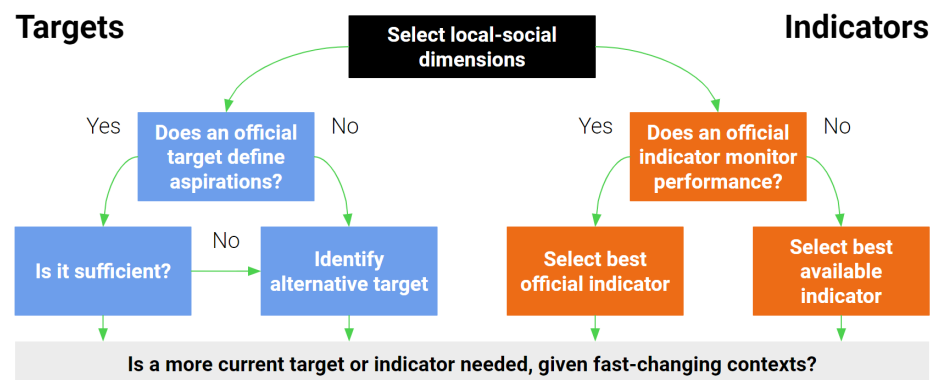 Targets
Indicators
Select local-social
dimensions
Yes
Does an official
target define
aspirations?
No
Yes
Does an official
indicator monitor
performance?
No
Is it sufficient?
No
Identify
alternative target
Select best
official indicator
Select best
available
indicator
Is a more current target or indicator needed, given fast-changing contexts?